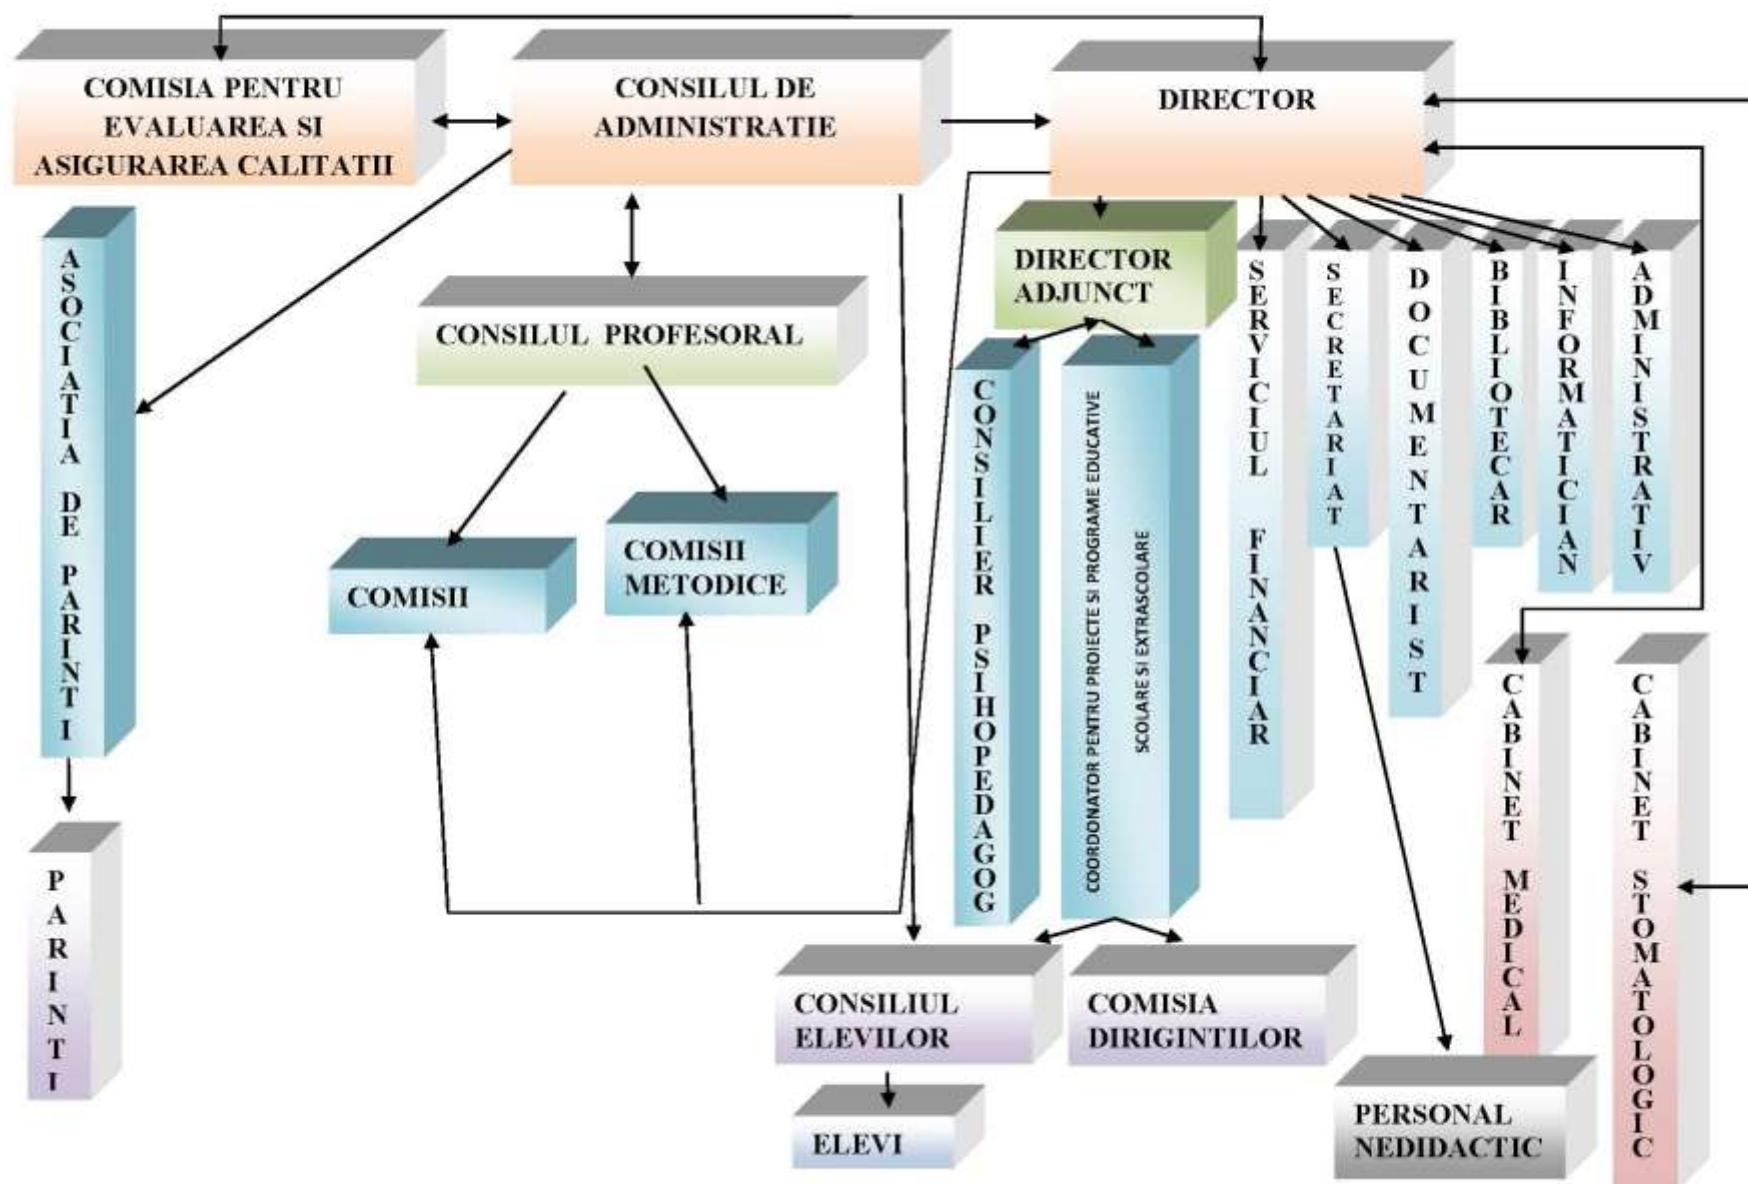 COMISIA PENTRU
EVALUAREA SI
ASIGURAREA CALITATII
CONSILUL DE
ADMINISTRATIE
DIRECTOR
ASOCIATIA DE PARINTI
CONSILUL PROFESORAL
DIRECTOR
ADJUNCT
SERVICIUL FINANCIAR
SECRETARIAT
DOCUMENTARIST
BIBLIOTECAR
INFORMATICIAN
ADMINISTRATIV
CONSILIER PSIHOPEDAGOG
COORDONATOR PENTRU PROIECTE SI PROGRAME EDUCATIVE
SCOLARE SI EXTRASCOLARE
COMISII
COMISII
METODICE
CABINET MEDICAL
CABINET STOMATOLOGIC
PARINTI
CONSILIUL
ELEVILOR
COMISIA
DIRIGINTILOR
ELEVI
PERSONAL
NEDIDACTIC